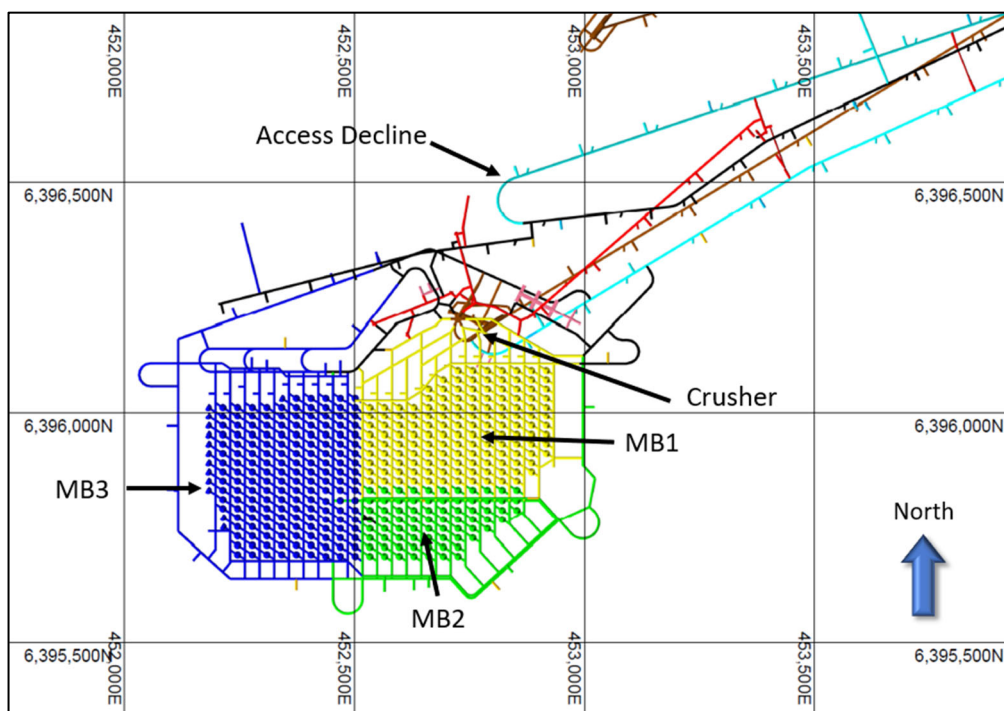 452,000E
452,500E
453,000E
453,500E
Access Decline
6,396,500N
6,396,500N
Crusher
6,396,000N
6,396,000N
MB1
MB3
North
MB2
6,395,500N
6,395,500N
452,000E
452,500E
453,000E
453,500E